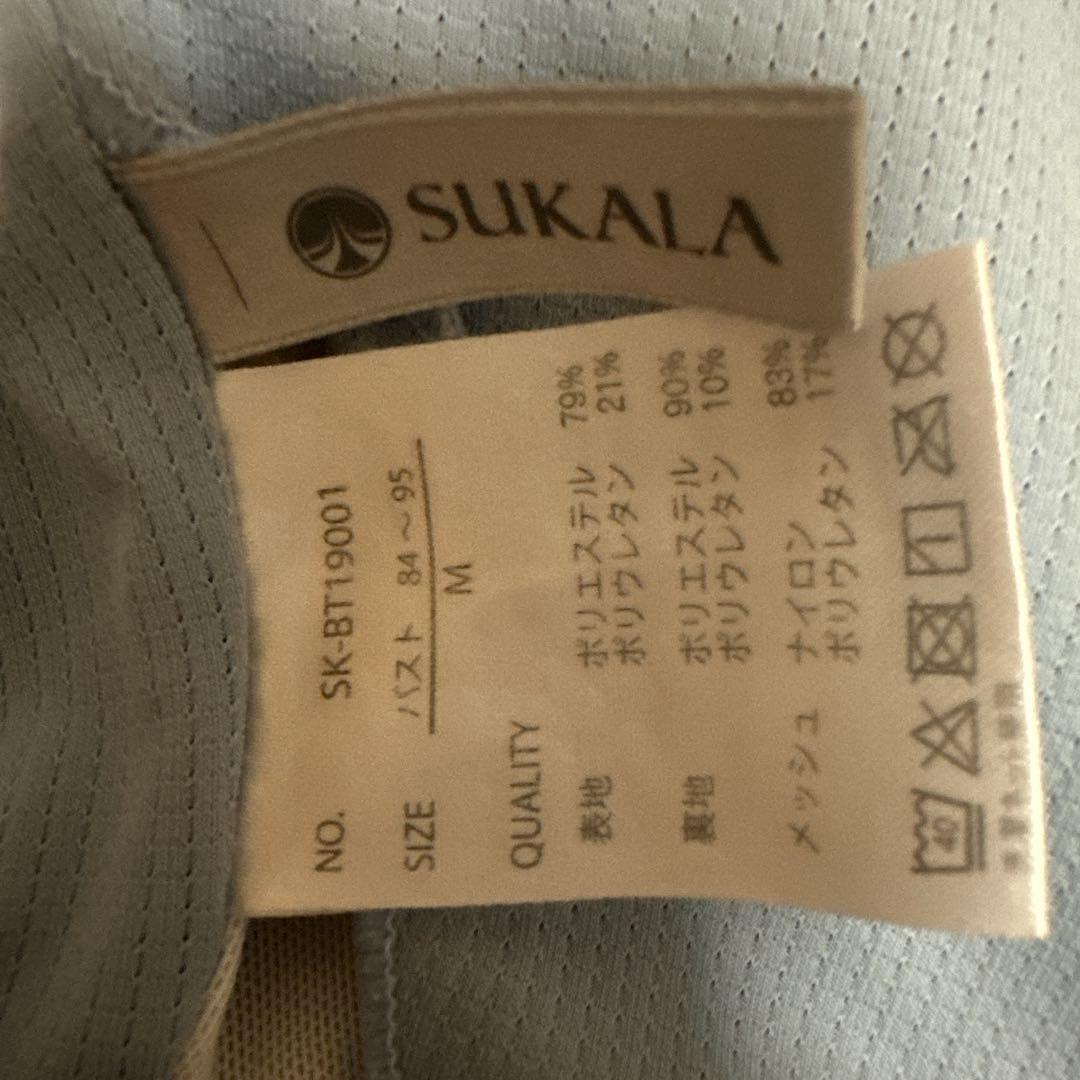 SUKALA
NO. SK-BT19001
SIZE バスト 84～95
M
QUALITY
表地 ポリエステル 79%
ポリウレタン 21%
裏地 ポリエステル 90%
ポリウレタン 10%
メッシュ ナイロン 83%
ポリウレタン 17%
40